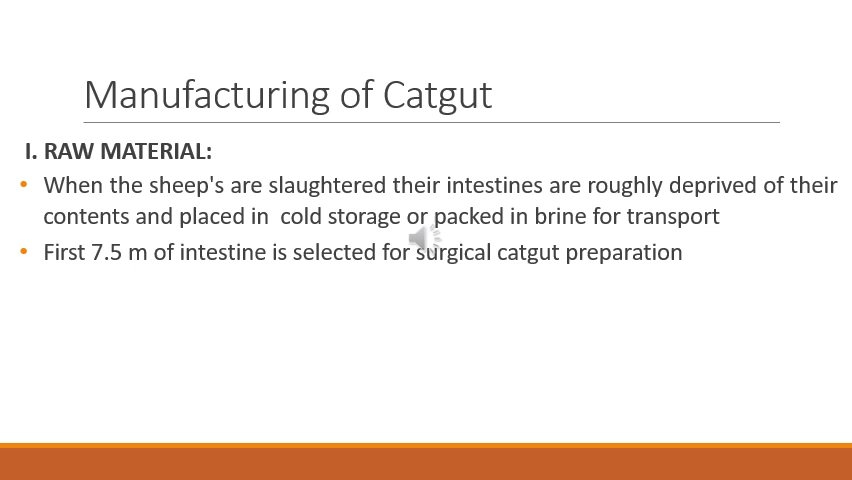 Manufacturing of Catgut
I. RAW MATERIAL:
• When the sheep's are slaughtered their intestines are roughly deprived of their
contents and placed in  cold storage or packed in brine for transport
• First 7.5 m of intestine is selected for surgical catgut preparation